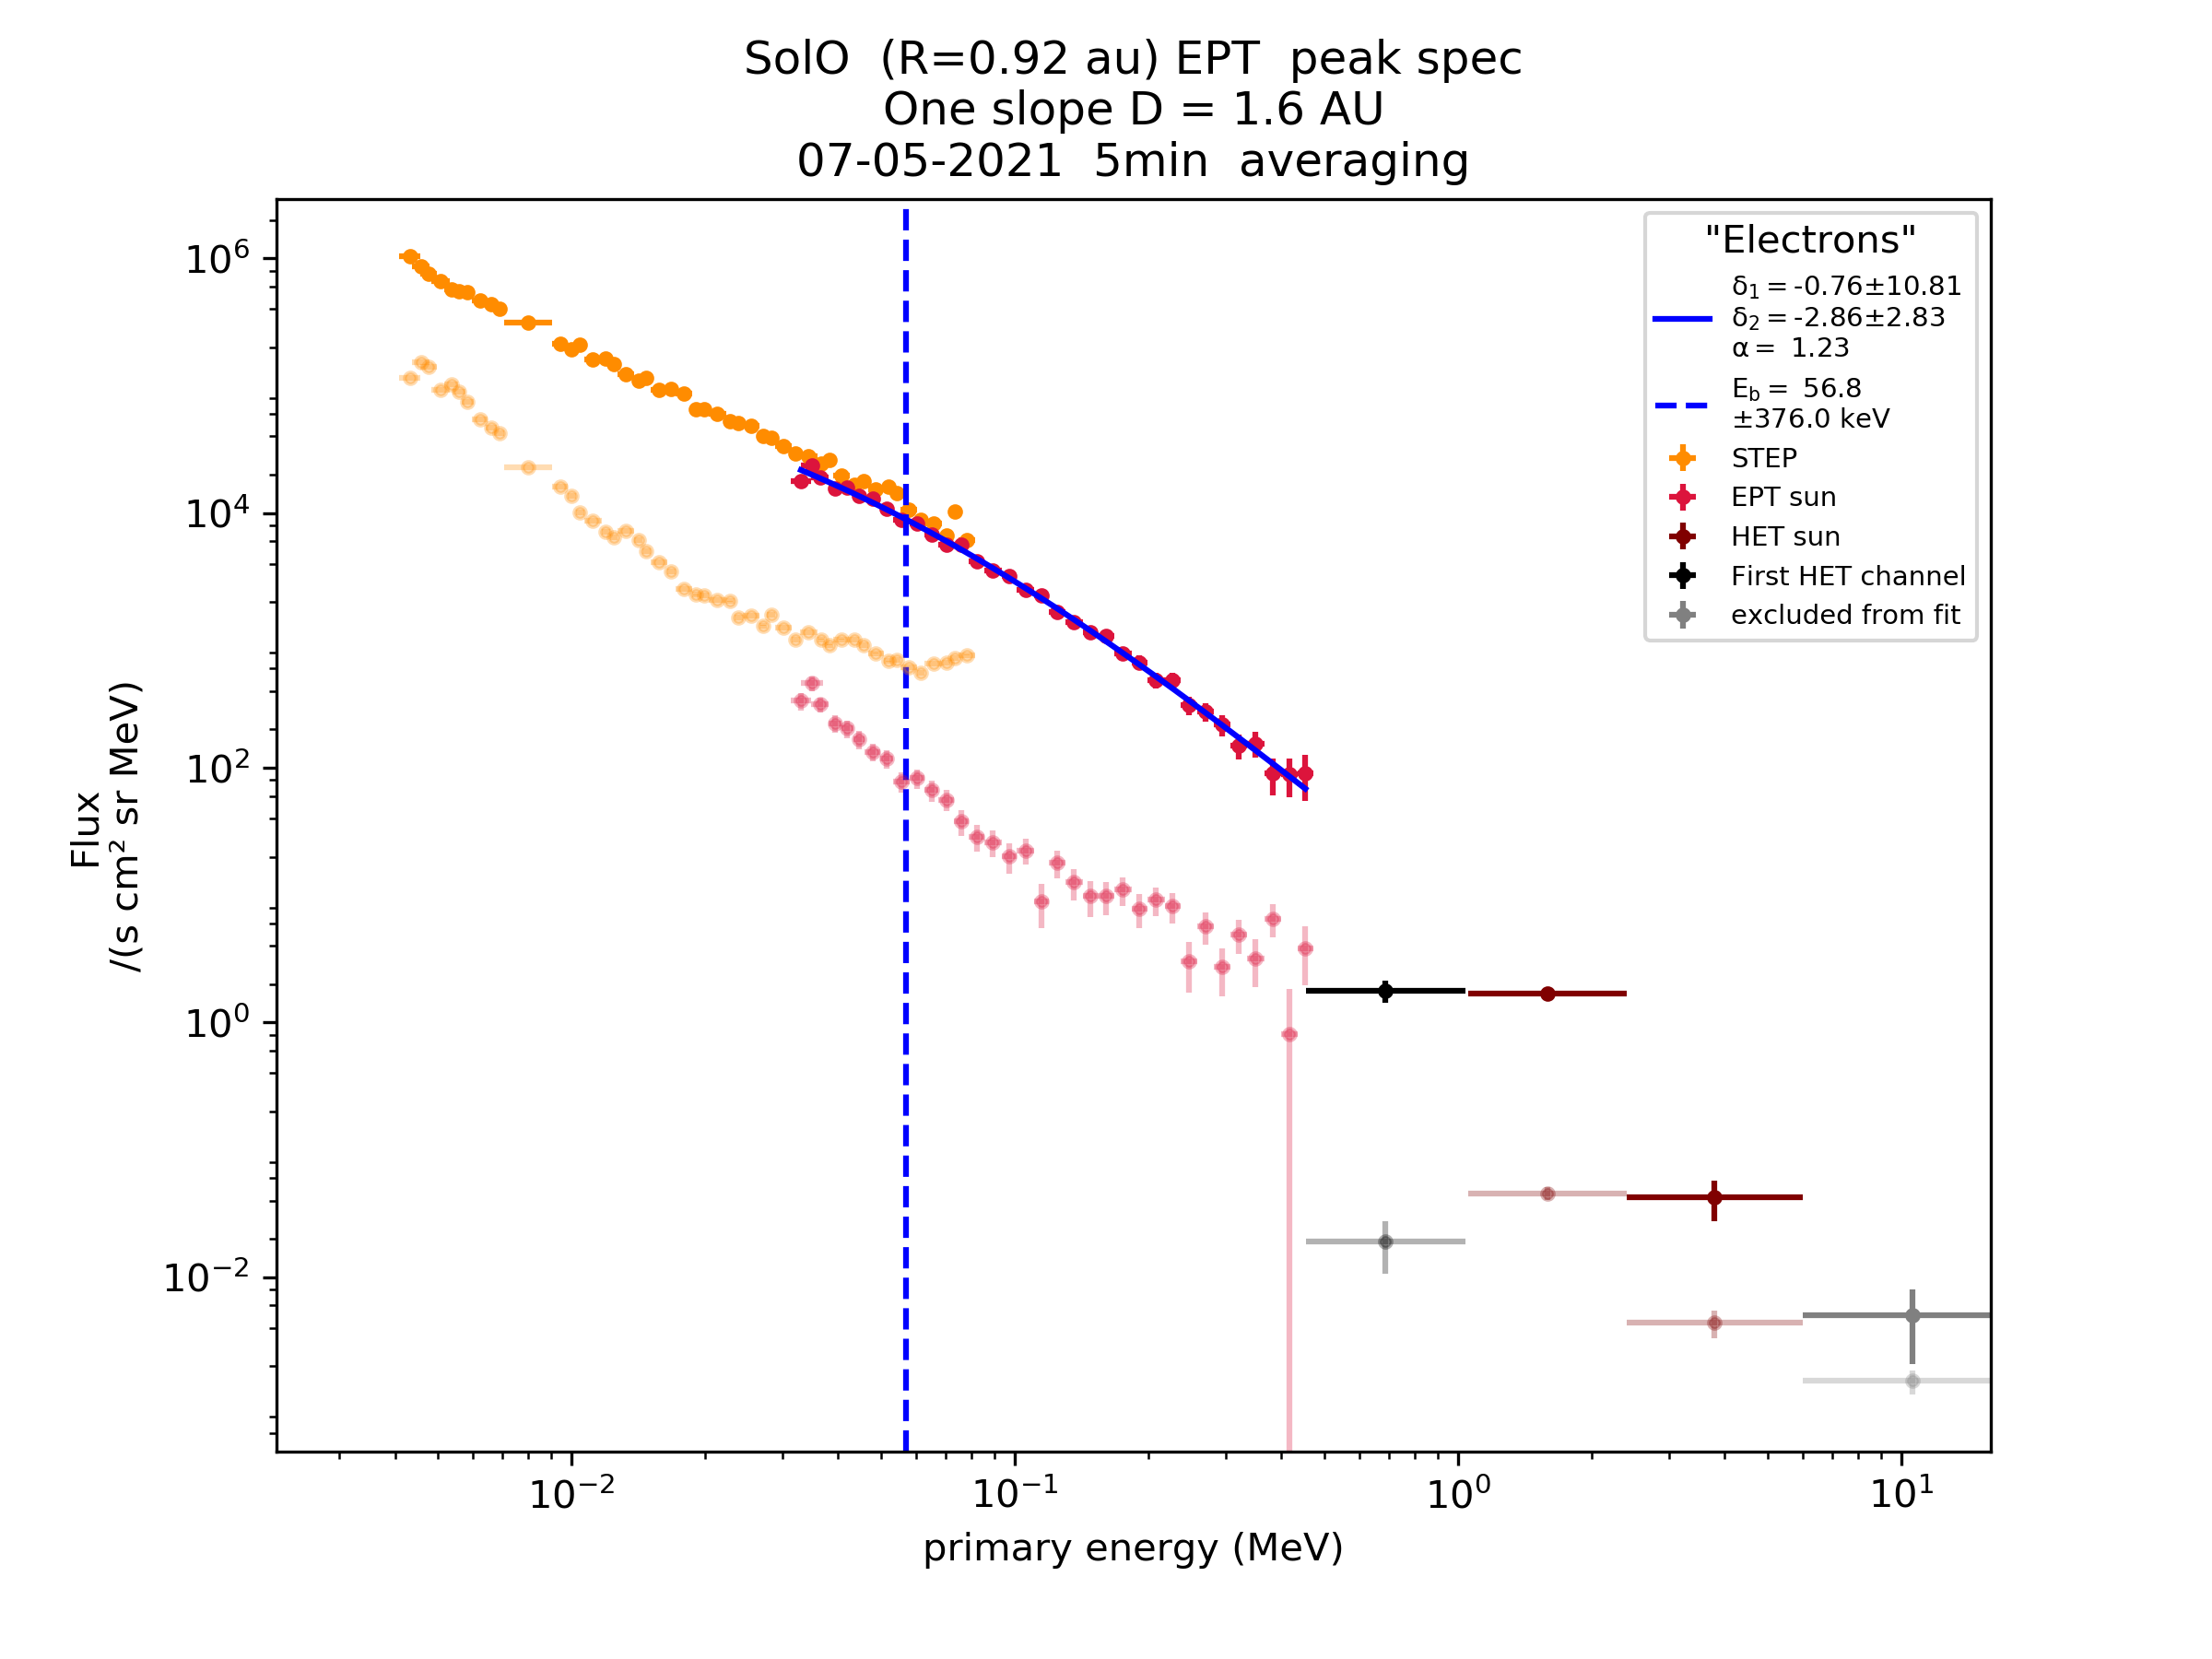 SolO (R=0.92 au) EPT peak spec
One slope D = 1.6 AU
07-05-2021 5min averaging
"Electrons"
δ₁ = -0.76±10.81
δ₂ = -2.86±2.83
α = 1.23
E_b = 56.8
±376.0 keV
STEP
EPT sun
HET sun
First HET channel
excluded from fit
Flux
/(s cm² sr MeV)
10⁶
10⁴
10²
10⁰
10⁻²
10⁻² 10⁻¹ 10⁰ 10¹
primary energy (MeV)